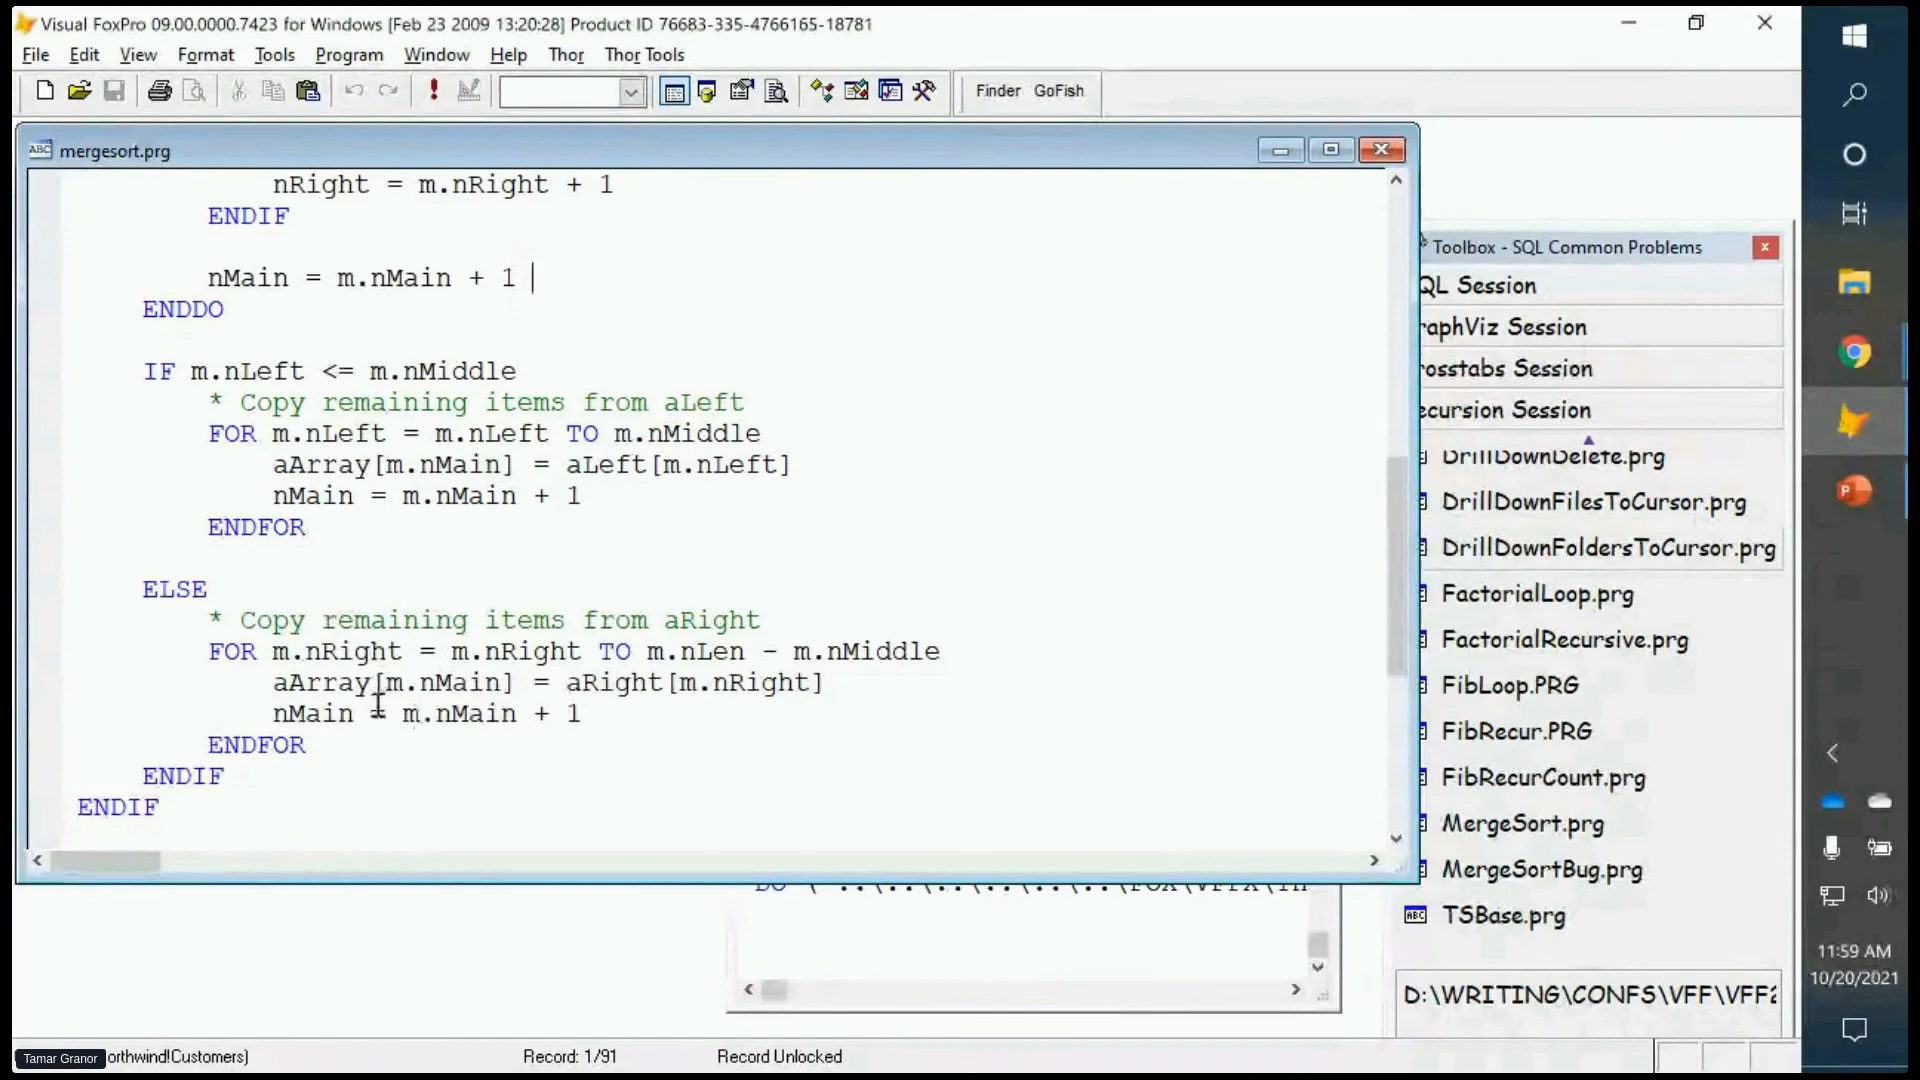 Visual FoxPro 09.00.0000.7423 for Windows [Feb 23 2009 13:20:28] Product ID 76683-335-4766165-18781
File Edit View Format Tools Program Window Help Thor Thor Tools
Finder GoFish
mergesort.prg
nRight = m.nRight + 1
ENDIF
nMain = m.nMain + 1
ENDDO
IF m.nLeft <= m.nMiddle
* Copy remaining items from aLeft
FOR m.nLeft = m.nLeft TO m.nMiddle
aArray[m.nMain] = aLeft[m.nLeft]
nMain = m.nMain + 1
ENDFOR
ELSE
* Copy remaining items from aRight
FOR m.nRight = m.nRight TO m.nLen - m.nMiddle
aArray[m.nMain] = aRight[m.nRight]
nMain = m.nMain + 1
ENDFOR
ENDIF
ENDIF
Toolbox - SQL Common Problems
QL Session
raphViz Session
rosstabs Session
ecursion Session
DrillDownDelete.prg
DrillDownFilesToCursor.prg
DrillDownFoldersToCursor.prg
FactorialLoop.prg
FactorialRecursive.prg
FibLoop.PRG
FibRecur.PRG
FibRecurCount.prg
MergeSort.prg
MergeSortBug.prg
TSBase.prg
D:\WRITING\CONFS\VFF\VFF2
11:59 AM
10/20/2021
Tamar Granor
orthwind!Customers)
Record: 1/91
Record Unlocked